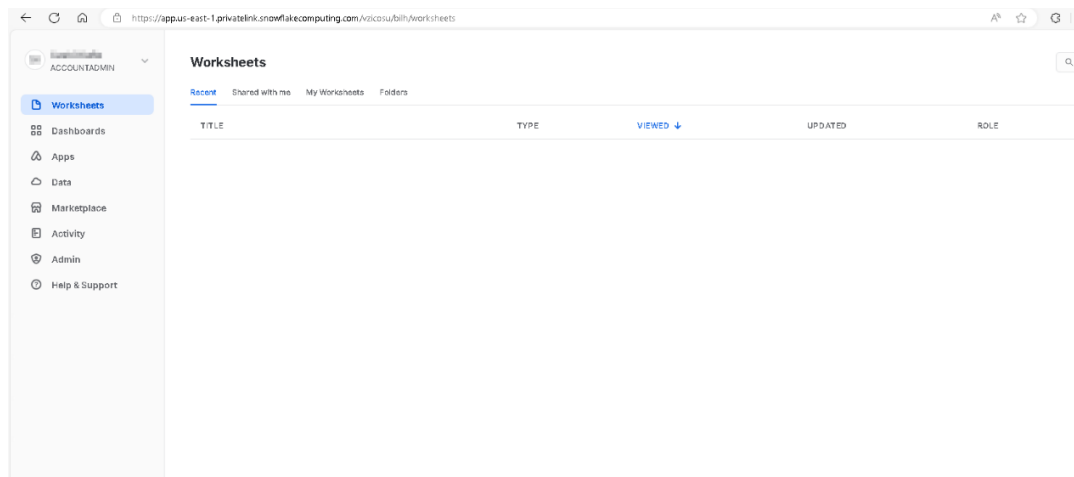 https://app.us-east-1.privatelink.snowflakecomputing.com/vzicosu/bilh/worksheets
ACCOUNTADMIN
Worksheets
Dashboards
Apps
Data
Marketplace
Activity
Admin
Help & Support
Worksheets
Recent Shared with me My Worksheets Folders
TITLE TYPE VIEWED UPDATED ROLE